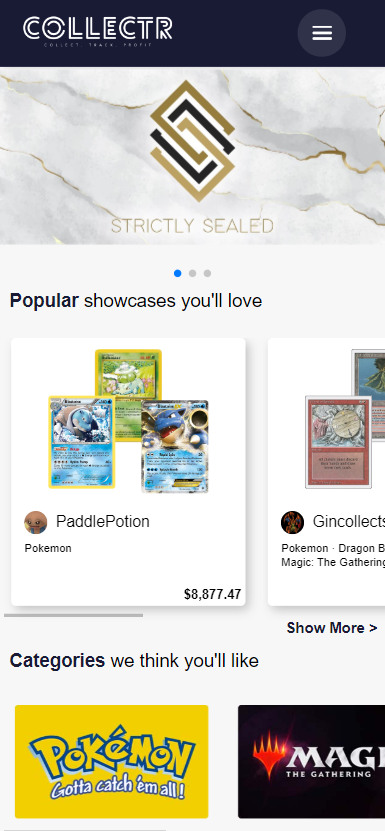 COLLECTR
COLLECT. TRACK. PROFIT
STRICTLY SEALED
Popular showcases you'll love
PaddlePotion
Pokemon
$8,877.47
Gincollects
Pokemon · Dragon B
Magic: The Gathering
Show More >
Categories we think you'll like
POKéMON
Gotta catch 'em all!
MAGI
THE GATHERING